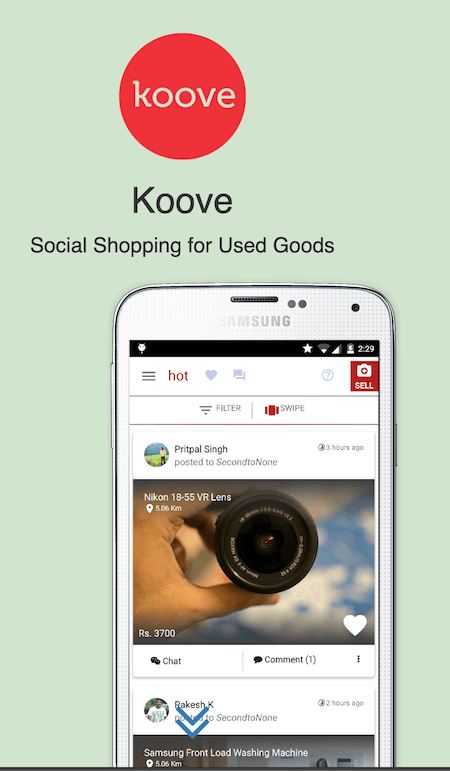 koove
Koove
Social Shopping for Used Goods
SAMSUNG
2:29
hot
SELL
FILTER
SWIPE
Pritpal Singh
3 hours ago
posted to SecondtoNone
Nikon 18-55 VR Lens
5.06 Km
Rs. 3700
Chat
Comment (1)
Rakesh K
2 hours ago
posted to SecondtoNone
Samsung Front Load Washing Machine
5.06 Km